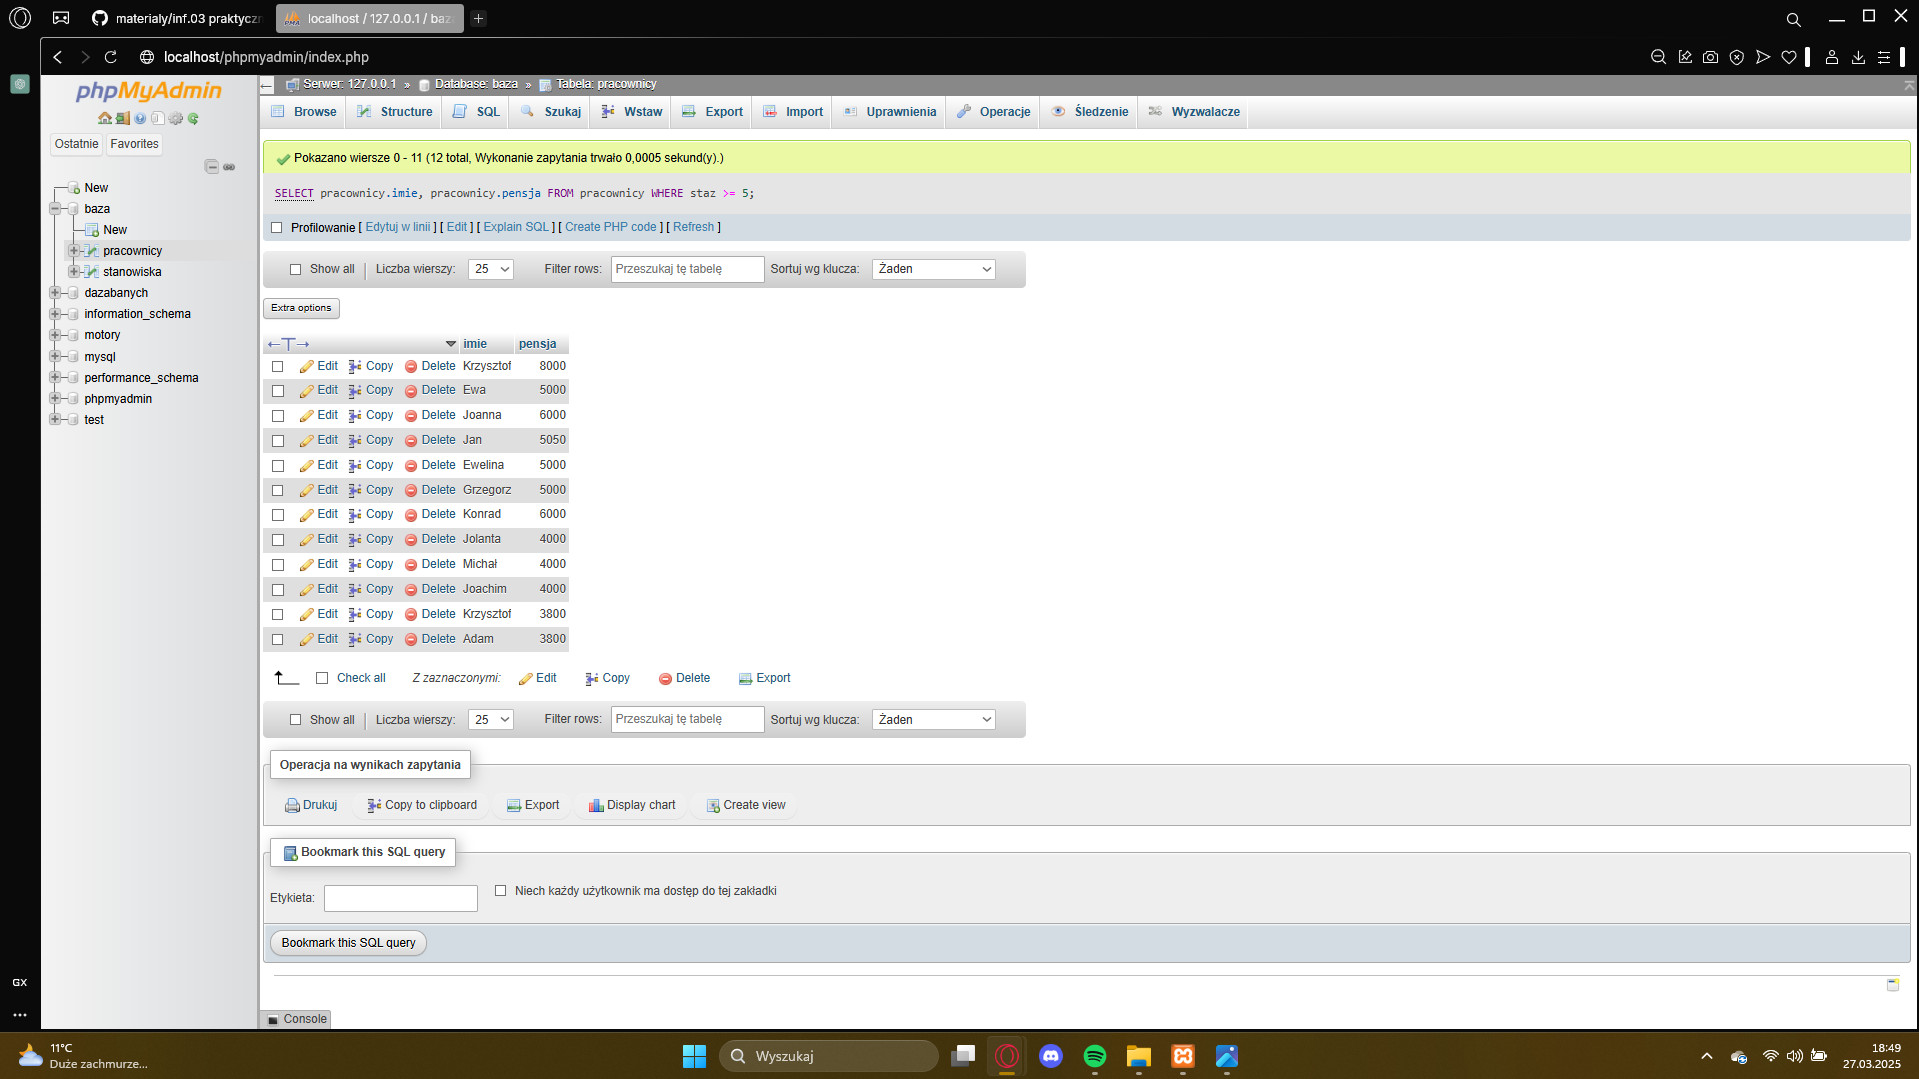 materialy/inf.03 praktyczn
localhost / 127.0.0.1 / baz
localhost/phpmyadmin/index.php
phpMyAdmin
Ostatnie Favorites
New
baza
New
pracownicy
stanowiska
dazabanych
information_schema
motory
mysql
performance_schema
phpmyadmin
test
Serwer: 127.0.0.1 » Database: baza » Tabela: pracownicy
Browse Structure SQL Szukaj Wstaw Export Import Uprawnienia Operacje Śledzenie Wyzwalacze
Pokazano wiersze 0 - 11 (12 total, Wykonanie zapytania trwało 0,0005 sekund(y).)
SELECT pracownicy.imie, pracownicy.pensja FROM pracownicy WHERE staz >= 5;
Profilowanie [ Edytuj w linii ] [ Edit ] [ Explain SQL ] [ Create PHP code ] [ Refresh ]
Show all Liczba wierszy: 25 Filter rows: Przeszukaj tę tabelę Sortuj wg klucza: Żaden
Extra options
←T→ imie pensja
Edit Copy Delete Krzysztof 8000
Edit Copy Delete Ewa 5000
Edit Copy Delete Joanna 6000
Edit Copy Delete Jan 5050
Edit Copy Delete Ewelina 5000
Edit Copy Delete Grzegorz 5000
Edit Copy Delete Konrad 6000
Edit Copy Delete Jolanta 4000
Edit Copy Delete Michał 4000
Edit Copy Delete Joachim 4000
Edit Copy Delete Krzysztof 3800
Edit Copy Delete Adam 3800
Check all Z zaznaczonymi: Edit Copy Delete Export
Show all Liczba wierszy: 25 Filter rows: Przeszukaj tę tabelę Sortuj wg klucza: Żaden
Operacja na wynikach zapytania
Drukuj Copy to clipboard Export Display chart Create view
Bookmark this SQL query
Etykieta: Niech każdy użytkownik ma dostęp do tej zakładki
Bookmark this SQL query
GX
Console
11°C
Duże zachmurze...
Wyszukaj
18:49
27.03.2025